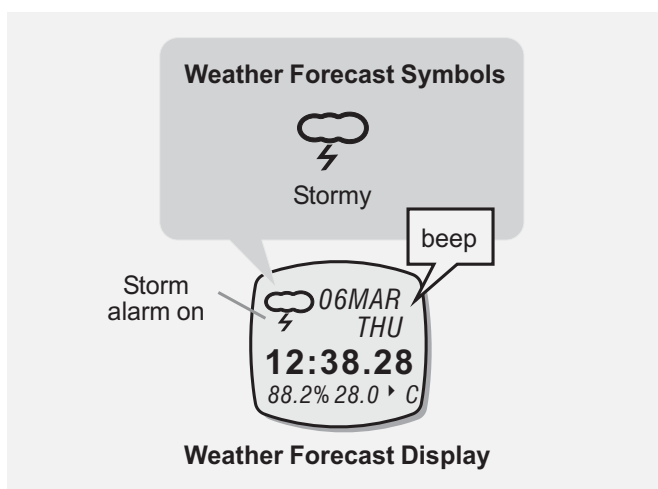 Weather Forecast Symbols
Stormy
beep
Storm
alarm on
06MAR
THU
12:38.28
88.2% 28.0 ‣ C
Weather Forecast Display